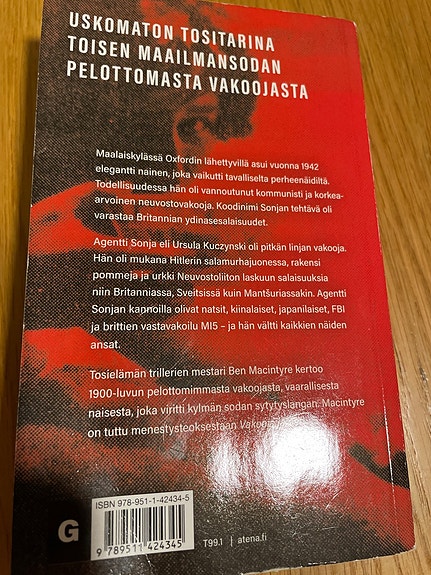 USKOMATON TOSITARINA
TOISEN MAAILMANSODAN
PELOTTOMASTA VAKOOJASTA
Maalaiskylässä Oxfordin lähettyvillä asui vuonna 1942
elegantti nainen, joka vaikutti tavalliselta perheenäidiltä.
Todellisuudessa hän oli vannoutunut kommunisti ja korkea-
arvoinen neuvostovakooja. Koodinimi Sonjan tehtävä oli
varastaa Britannian ydinasesalaisuudet.
Agentti Sonja eli Ursula Kuczynski oli pitkän linjan vakooja.
Hän oli mukana Hitlerin salamurhajuonessa, rakensi
pommeja ja urkki Neuvostoliiton laskuun salaisuuksia
niin Britanniassa, Sveitsissä kuin Mantšuriassakin. Agentti
Sonjan kannoilla olivat natsit, kiinalaiset, japanilaiset, FBI
ja brittien vastavakoilu MI5 – ja hän vältti kaikkien näiden
ansat.
Tosielämän trillerien mestari Ben Macintyre kertoo
1900-luvun pelottomimmasta vakoojasta, vaarallisesta
naisesta, joka viritti kylmän sodan sytytyslangan. Macintyre
on tuttu menestysteoksestaan
ISBN 978-951-1-42434-5
G
9 789511 424345
T99.1 | atena.fi